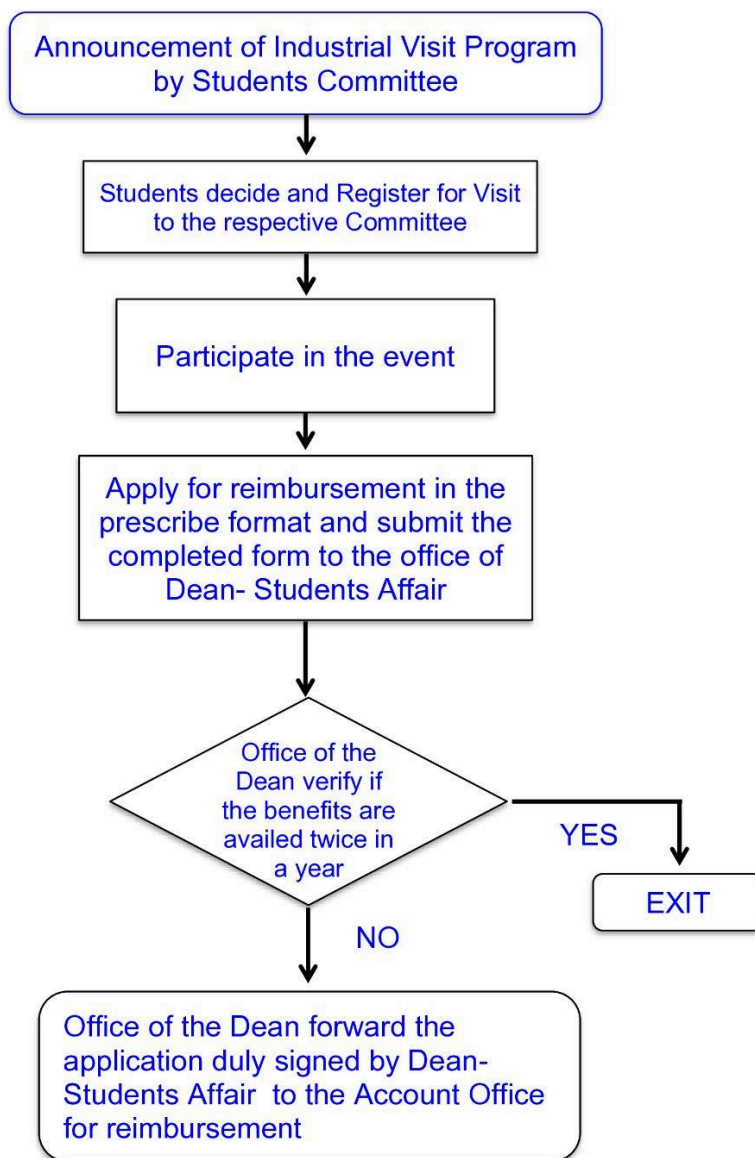 Announcement of Industrial Visit Program
by Students Committee
Students decide and Register for Visit
to the respective Committee
Participate in the event
Apply for reimbursement in the
prescribe format and submit the
completed form to the office of
Dean- Students Affair
Office of the
Dean verify if
the benefits are
availed twice in
a year
YES
EXIT
NO
Office of the Dean forward the
application duly signed by Dean-
Students Affair to the Account Office
for reimbursement